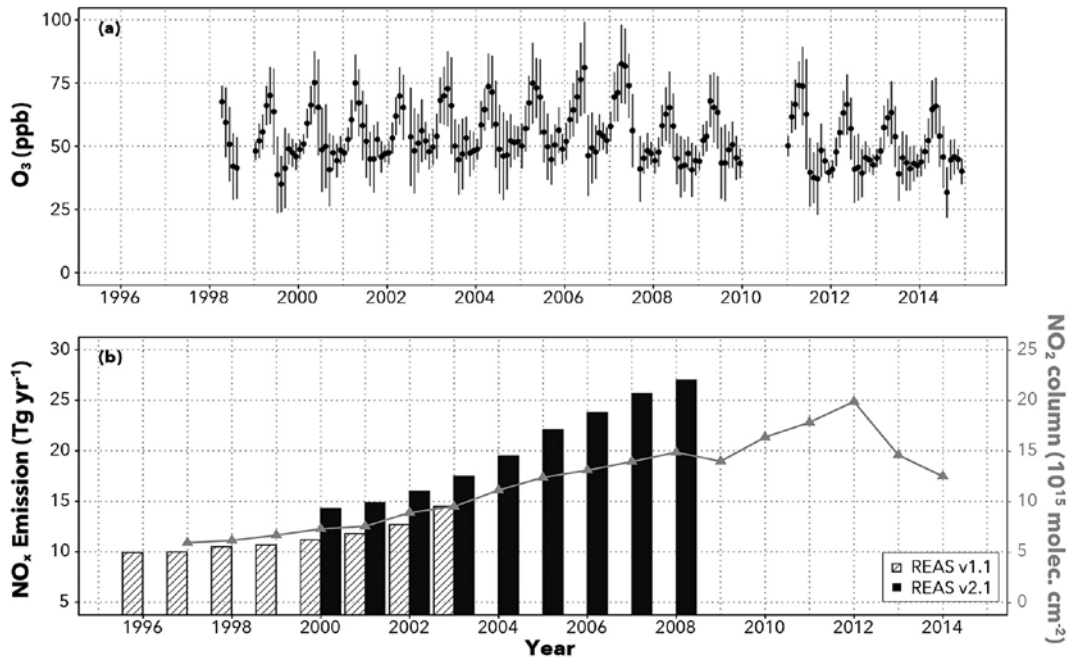 (a)
O₃ (ppb)
100
75
50
25
0
1996 1998 2000 2002 2004 2006 2008 2010 2012 2014
(b)
NOₓ Emission (Tg yr⁻¹)
30
25
20
15
10
5
NO₂ column (10¹⁵ molec. cm⁻²)
25
20
15
10
5
0
REAS v1.1
REAS v2.1
1996 1998 2000 2002 2004 2006 2008 2010 2012 2014
Year